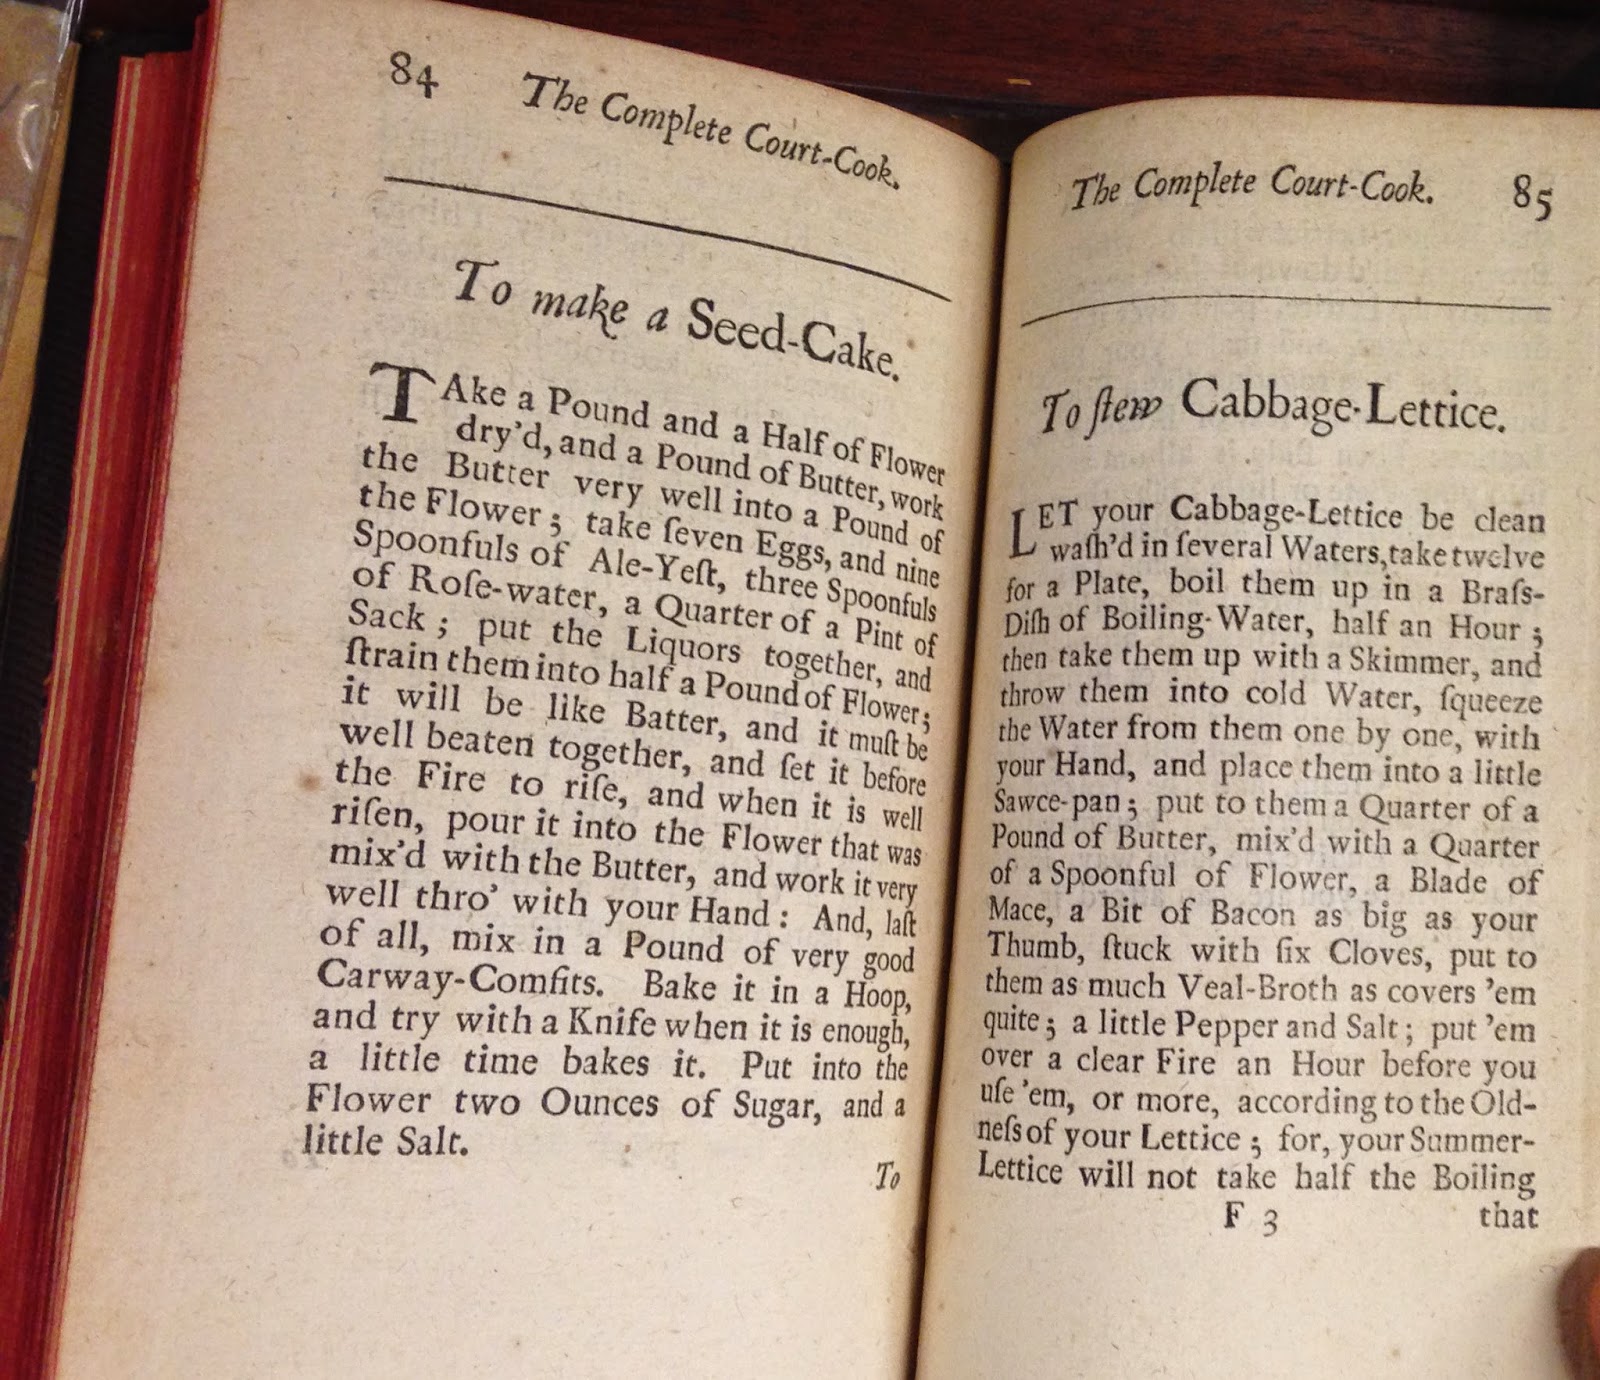 84 The Complete Court-Cook.
To make a Seed-Cake.
TAke a Pound and a Half of Flower
dry'd, and a Pound of Butter, work
the Butter very well into a Pound of
the Flower; take ſeven Eggs, and nine
Spoonfuls of Ale-Yeſt, three Spoonfuls
of Roſe-water, a Quarter of a Pint of
Sack; put the Liquors together, and
ſtrain them into half a Pound of Flower;
it will be like Batter, and it muſt be
well beaten together, and ſet it before
the Fire to riſe, and when it is well
riſen, pour it into the Flower that was
mix'd with the Butter, and work it very
well thro' with your Hand: And, laſt
of all, mix in a Pound of very good
Carway-Comfits. Bake it in a Hoop,
and try with a Knife when it is enough,
a little time bakes it. Put into the
Flower two Ounces of Sugar, and a
little Salt.
To
The Complete Court-Cook. 85
To ſtew Cabbage-Lettice.
LET your Cabbage-Lettice be clean
waſh'd in ſeveral Waters, take twelve
for a Plate, boil them up in a Braſs-
Diſh of Boiling-Water, half an Hour;
then take them up with a Skimmer, and
throw them into cold Water, ſqueeze
the Water from them one by one, with
your Hand, and place them into a little
Sawce-pan; put to them a Quarter of a
Pound of Butter, mix'd with a Quarter
of a Spoonful of Flower, a Blade of
Mace, a Bit of Bacon as big as your
Thumb, ſtuck with ſix Cloves, put to
them as much Veal-Broth as covers 'em
quite; a little Pepper and Salt; put 'em
over a clear Fire an Hour before you
uſe 'em, or more, according to the Old-
neſs of your Lettice; for, your Summer-
Lettice will not take half the Boiling
F 3 that